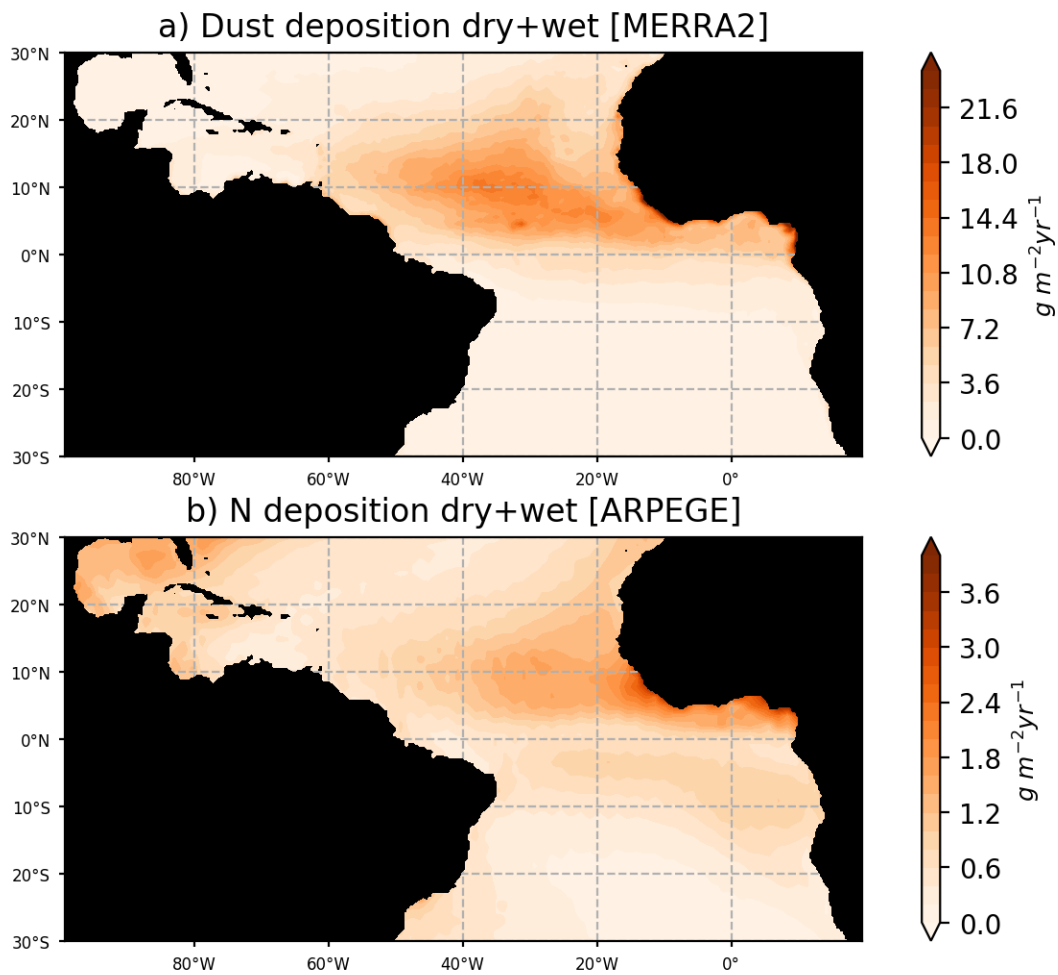 a) Dust deposition dry+wet [MERRA2]
30°N
20°N
10°N
0°N
10°S
20°S
30°S
80°W
60°W
40°W
20°W
0°
21.6
18.0
14.4
10.8
7.2
3.6
0.0
g m⁻²yr⁻¹
b) N deposition dry+wet [ARPEGE]
30°N
20°N
10°N
0°N
10°S
20°S
30°S
80°W
60°W
40°W
20°W
0°
3.6
3.0
2.4
1.8
1.2
0.6
0.0
g m⁻²yr⁻¹